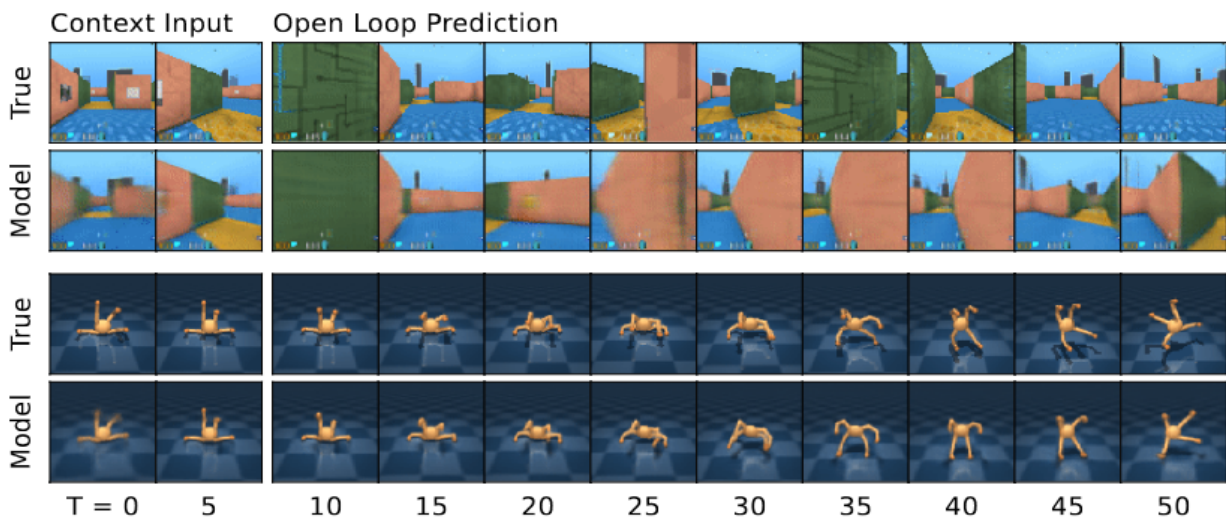 Context Input
Open Loop Prediction
True
Model
True
Model
T = 0 5 10 15 20 25 30 35 40 45 50